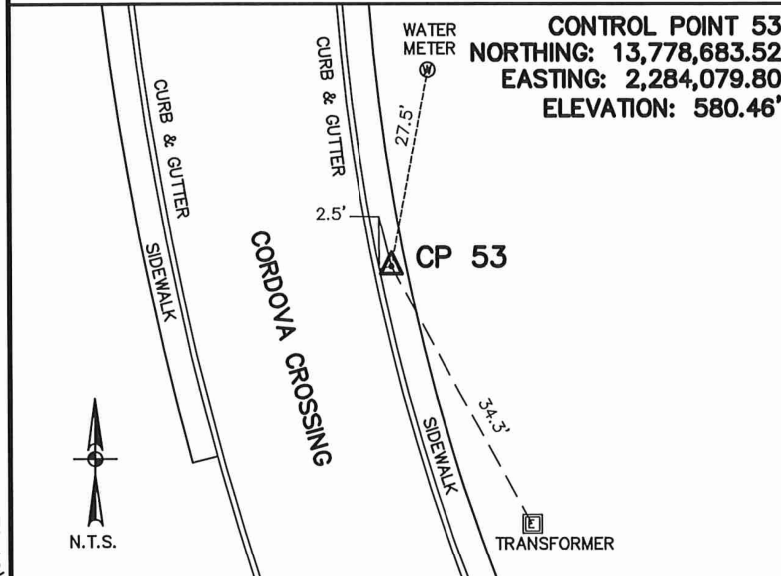 CONTROL POINT 53
NORTHING: 13,778,683.52
EASTING: 2,284,079.80
ELEVATION: 580.46'
WATER
METER
W
CURB & GUTTER
CURB & GUTTER
27.5'
2.5'
CP 53
SIDEWALK
CORDOVA CROSSING
34.3'
SIDEWALK
N.T.S.
E
TRANSFORMER